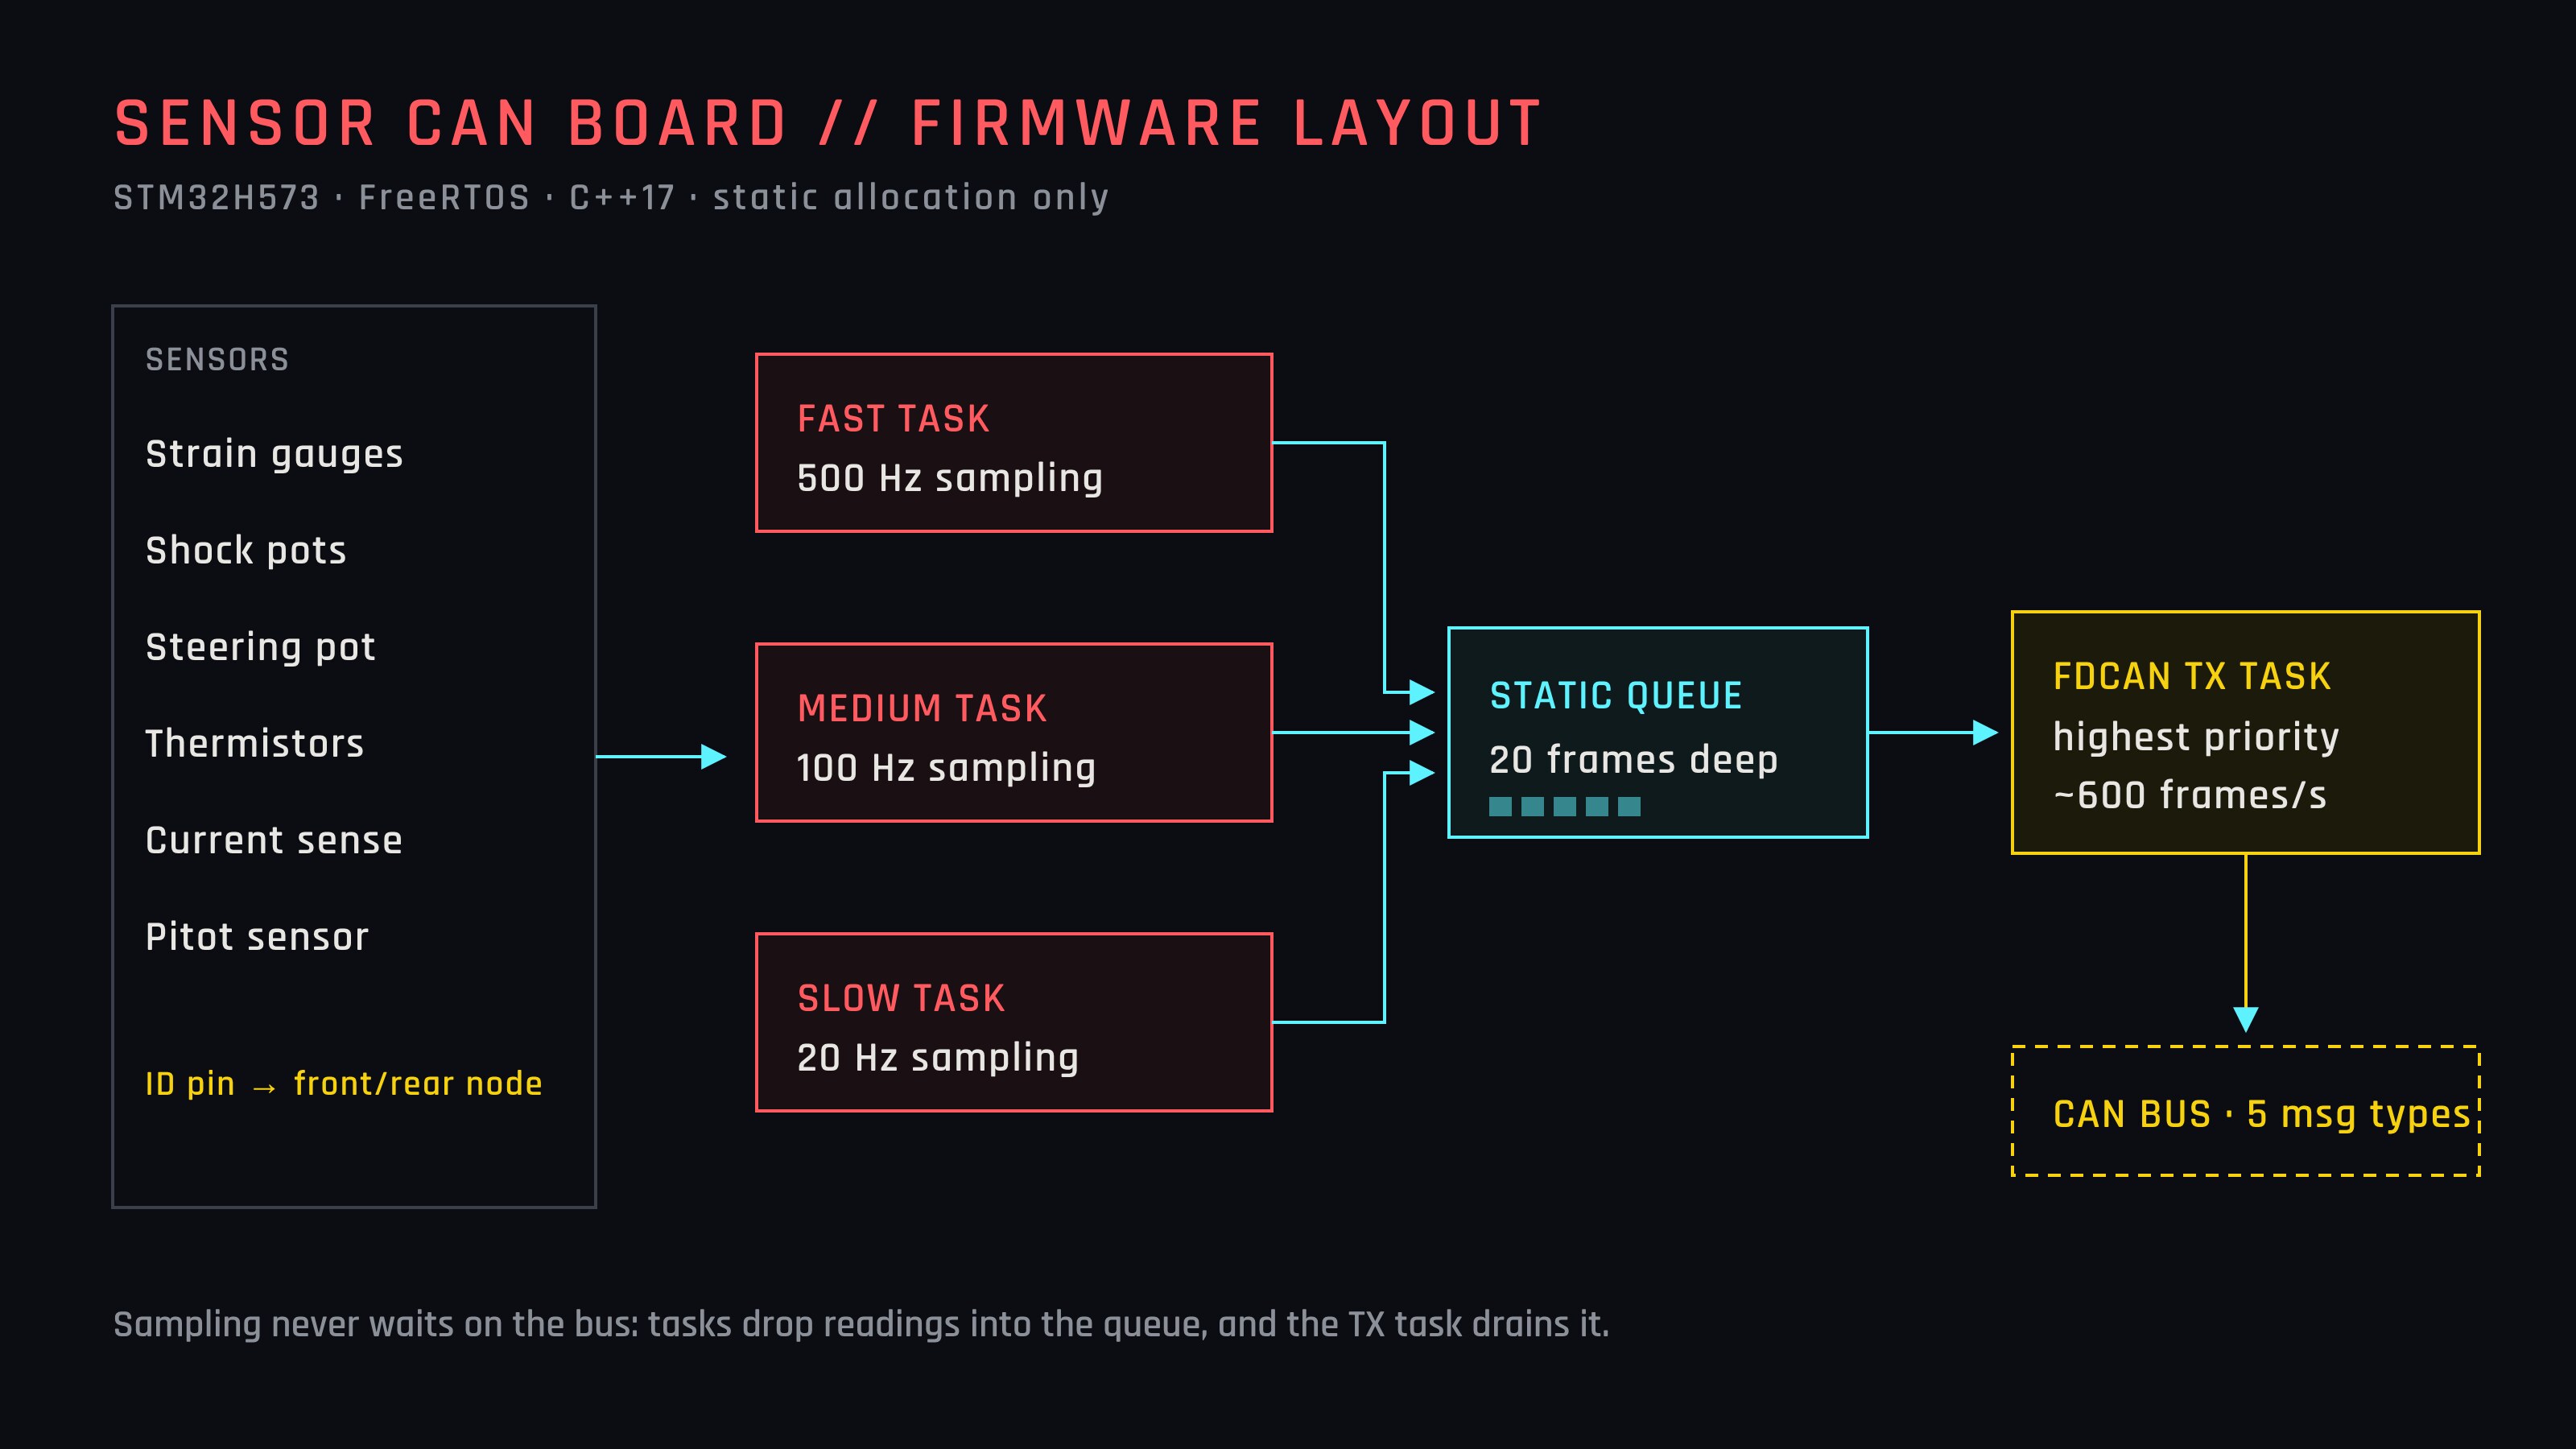 SENSOR CAN BOARD // FIRMWARE LAYOUT
STM32H573 · FreeRTOS · C++17 · static allocation only
SENSORS
Strain gauges
Shock pots
Steering pot
Thermistors
Current sense
Pitot sensor
ID pin → front/rear node
FAST TASK
500 Hz sampling
MEDIUM TASK
100 Hz sampling
SLOW TASK
20 Hz sampling
STATIC QUEUE
20 frames deep
FDCAN TX TASK
highest priority
~600 frames/s
CAN BUS · 5 msg types
Sampling never waits on the bus: tasks drop readings into the queue, and the TX task drains it.